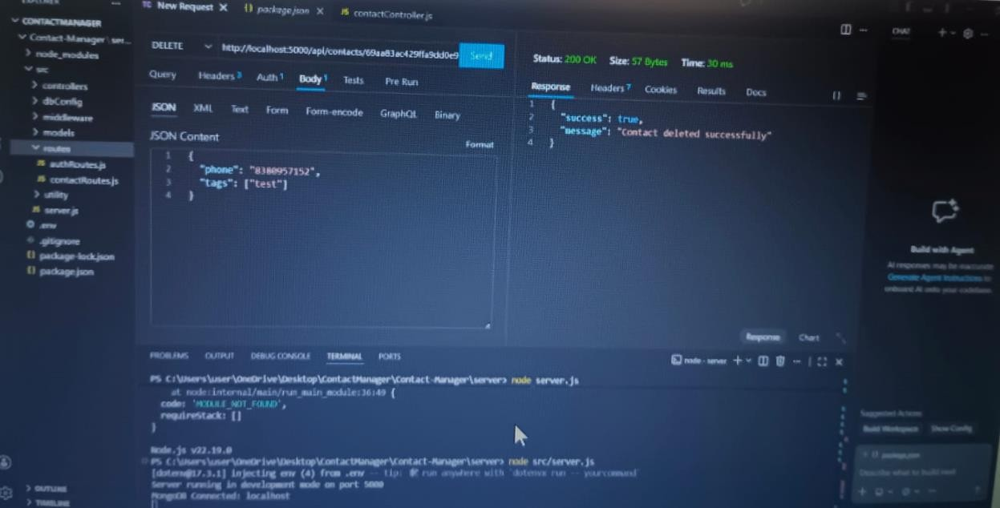 New Request
package.json
contactController.js
CONTACTMANAGER
Contact-Manager\ser...
node_modules
src
controllers
dbConfig
middleware
models
routes
authRoutes.js
contactRoutes.js
utility
server.js
.env
.gitignore
package-lock.json
package.json
OUTLINE
TIMELINE
DELETE
http://localhost:5000/api/contacts/69aa83ac429ffa9dd0e9
Send
Query Headers 3 Auth 1 Body 1 Tests Pre Run
JSON XML Text Form Form-encode GraphQL Binary
JSON Content
Format
1 {
2 "phone": "8380957152",
3 "tags": ["test"]
4 }
Status: 200 OK Size: 57 Bytes Time: 30 ms
Response Headers 7 Cookies Results Docs
1 {
2 "success": true,
3 "message": "Contact deleted successfully"
4 }
Response Chart
PROBLEMS OUTPUT DEBUG CONSOLE TERMINAL PORTS
node - server
PS C:\Users\user\OneDrive\Desktop\ContactManager\Contact-Manager\server> node server.js
at node:internal/main/run_main_module:36:49 {
code: 'MODULE_NOT_FOUND',
requireStack: []
}
Node.js v22.19.0
PS C:\Users\user\OneDrive\Desktop\ContactManager\Contact-Manager\server> node src/server.js
[dotenv@17.3.1] injecting env (4) from .env -- tip: run anywhere with `dotenvx run -- yourcommand`
Server running in development mode on port 5000
MongoDB Connected: localhost
CHAT
Build with Agent
AI responses may be inaccurate
Generate Agent Instructions to
onboard AI onto your codebase.
Suggested Actions
Build Workspace Show Config
package.json
Describe what to build next